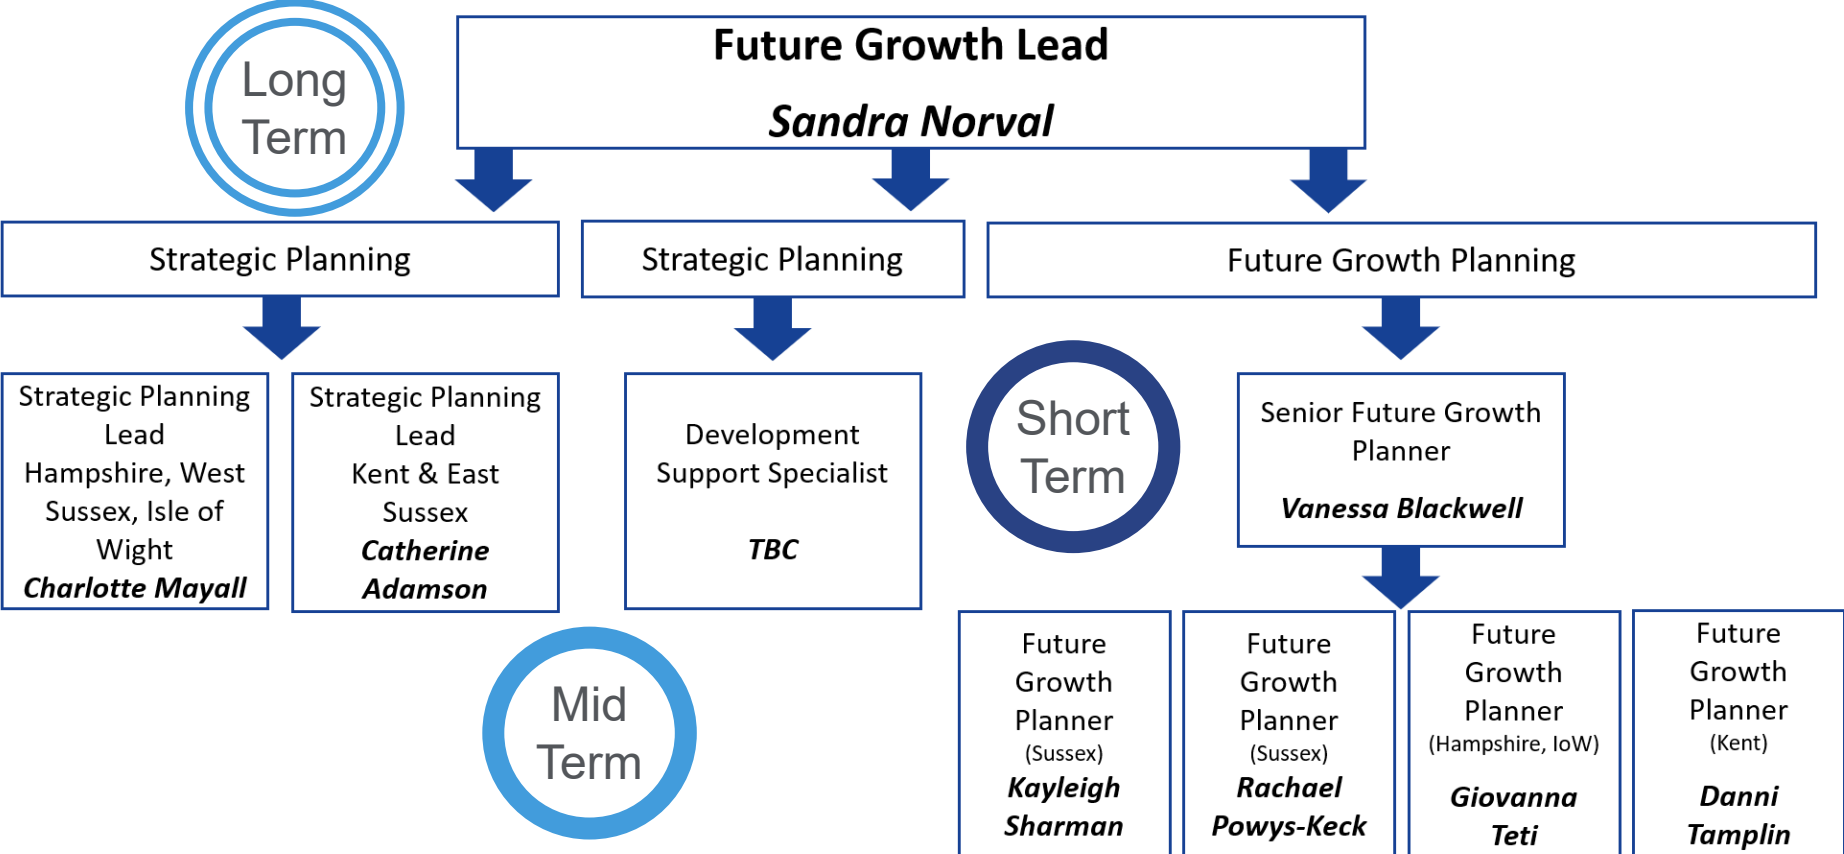 Long
Term
Future Growth Lead
Sandra Norval
Strategic Planning
Strategic Planning
Future Growth Planning
Strategic Planning
Lead
Hampshire, West
Sussex, Isle of
Wight
Charlotte Mayall
Strategic Planning
Lead
Kent & East
Sussex
Catherine
Adamson
Development
Support Specialist
TBC
Short
Term
Senior Future Growth
Planner
Vanessa Blackwell
Mid
Term
Future
Growth
Planner
(Sussex)
Kayleigh
Sharman
Future
Growth
Planner
(Sussex)
Rachael
Powys-Keck
Future
Growth
Planner
(Hampshire, IoW)
Giovanna
Teti
Future
Growth
Planner
(Kent)
Danni
Tamplin